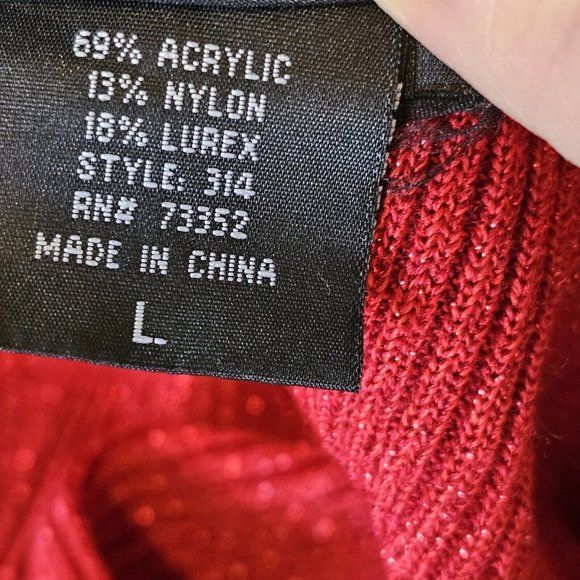 69% ACRYLIC
13% NYLON
18% LUREX
STYLE: 314
RN# 73352
MADE IN CHINA
L